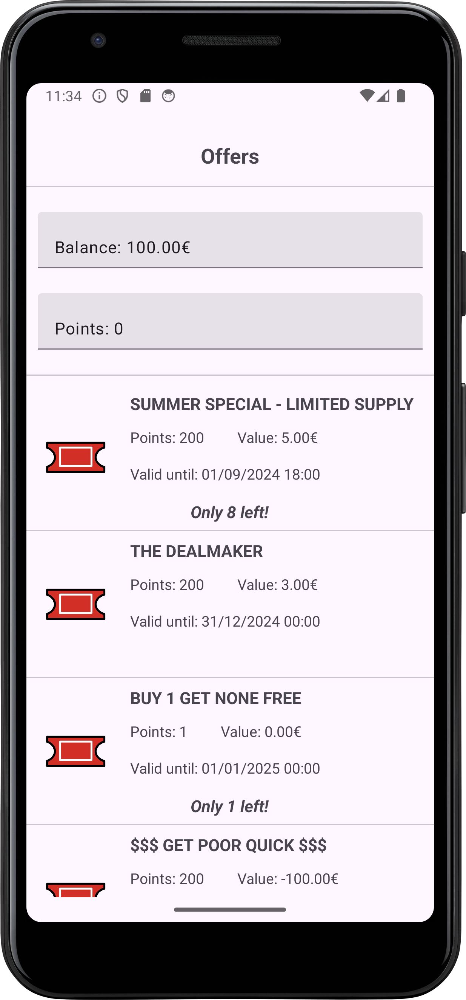 11:34
Offers
Balance: 100.00€
Points: 0
SUMMER SPECIAL - LIMITED SUPPLY
Points: 200 Value: 5.00€
Valid until: 01/09/2024 18:00
Only 8 left!
THE DEALMAKER
Points: 200 Value: 3.00€
Valid until: 31/12/2024 00:00
BUY 1 GET NONE FREE
Points: 1 Value: 0.00€
Valid until: 01/01/2025 00:00
Only 1 left!
$$$ GET POOR QUICK $$$
Points: 200 Value: -100.00€